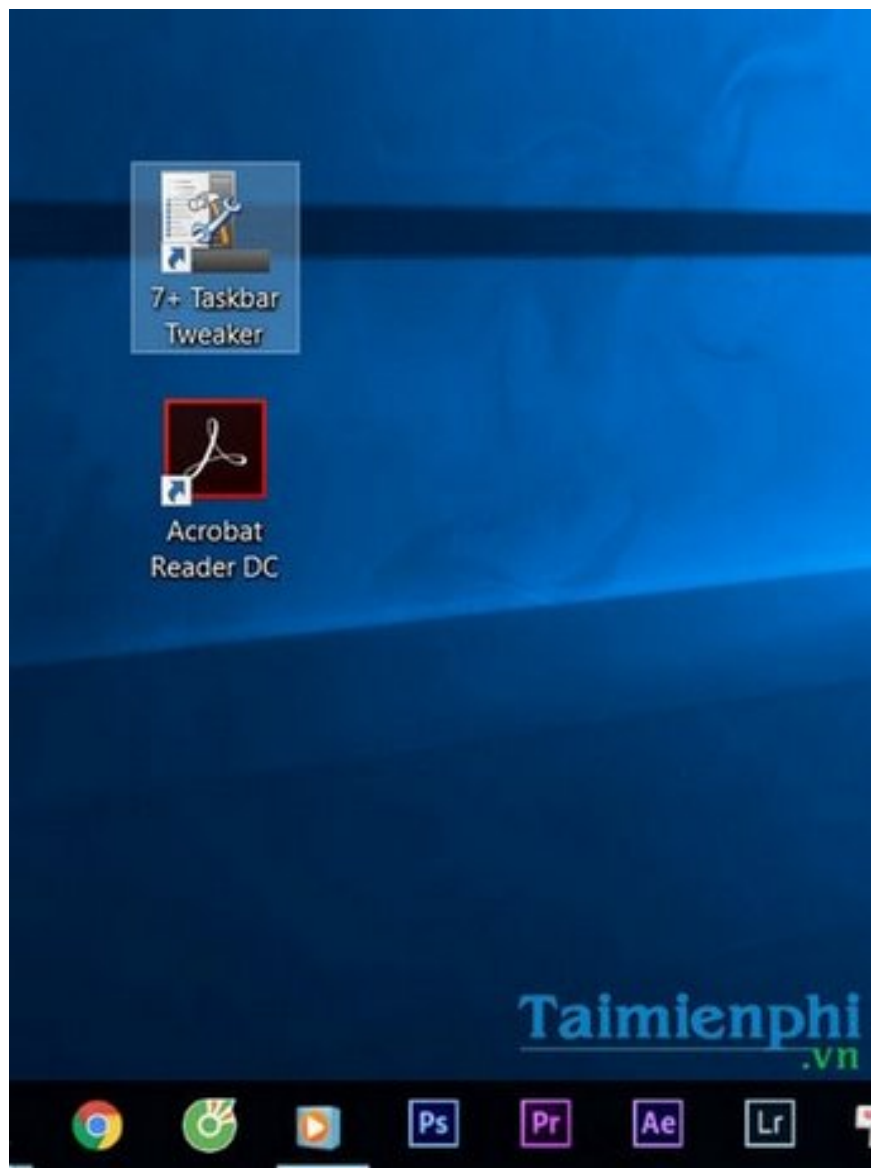 7+ Taskbar
Tweaker
Acrobat
Reader DC
Taimienphi
.vn
Ps
Pr
Ae
Lr